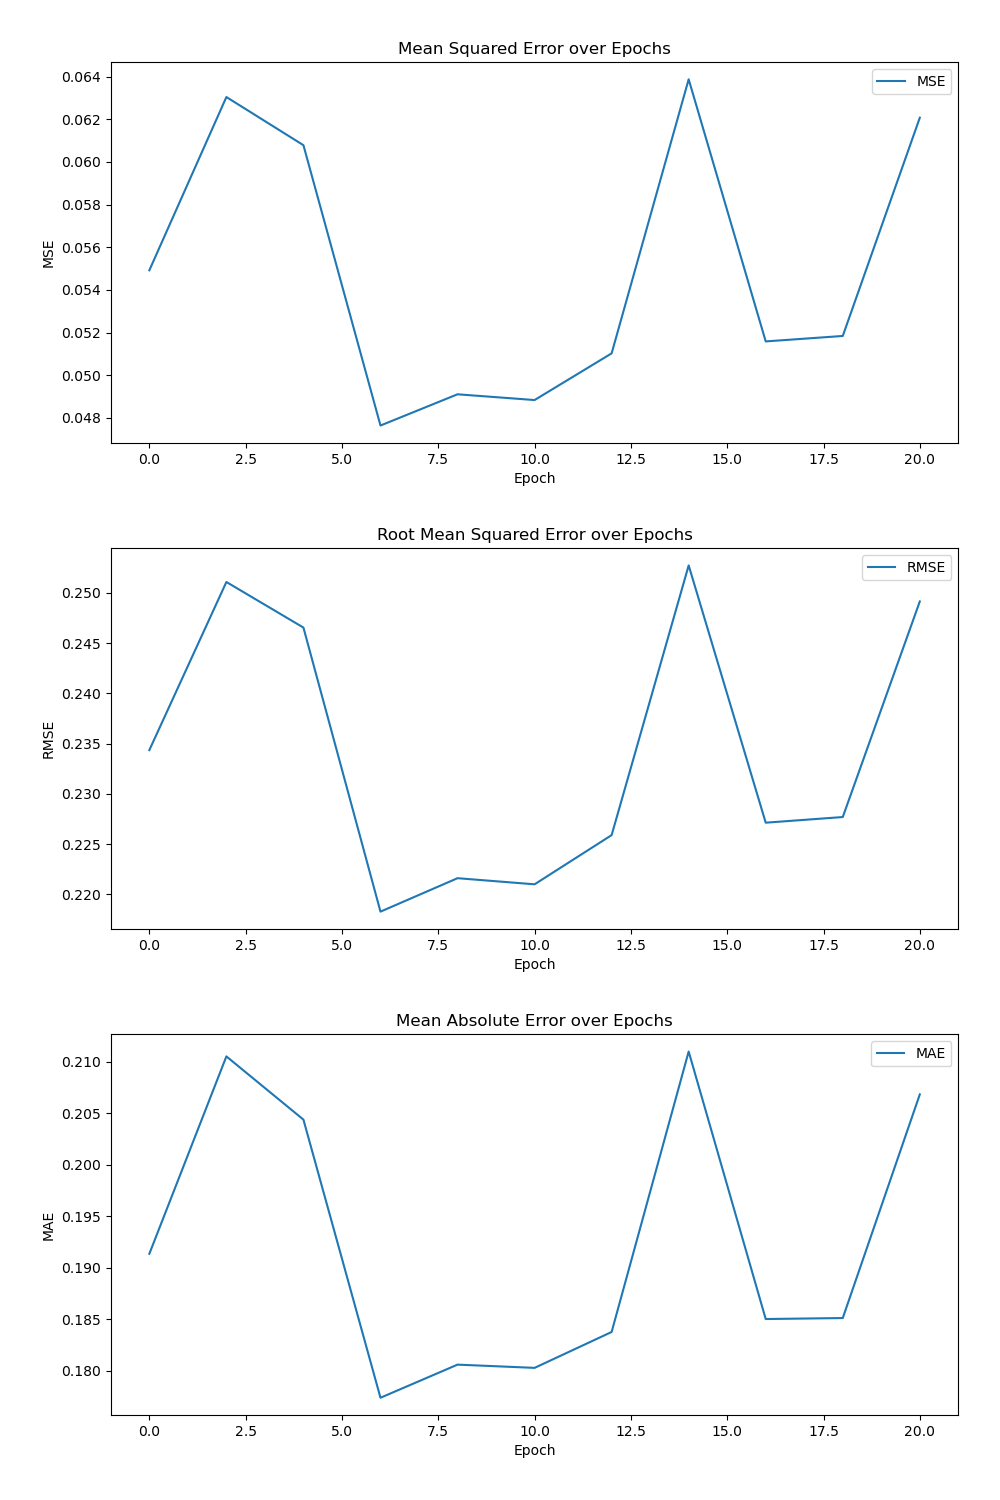 Mean Squared Error over Epochs
MSE
0.064
0.062
0.060
0.058
0.056
0.054
0.052
0.050
0.048
MSE
0.0 2.5 5.0 7.5 10.0 12.5 15.0 17.5 20.0
Epoch
Root Mean Squared Error over Epochs
RMSE
0.250
0.245
0.240
0.235
0.230
0.225
0.220
RMSE
0.0 2.5 5.0 7.5 10.0 12.5 15.0 17.5 20.0
Epoch
Mean Absolute Error over Epochs
MAE
0.210
0.205
0.200
0.195
0.190
0.185
0.180
MAE
0.0 2.5 5.0 7.5 10.0 12.5 15.0 17.5 20.0
Epoch